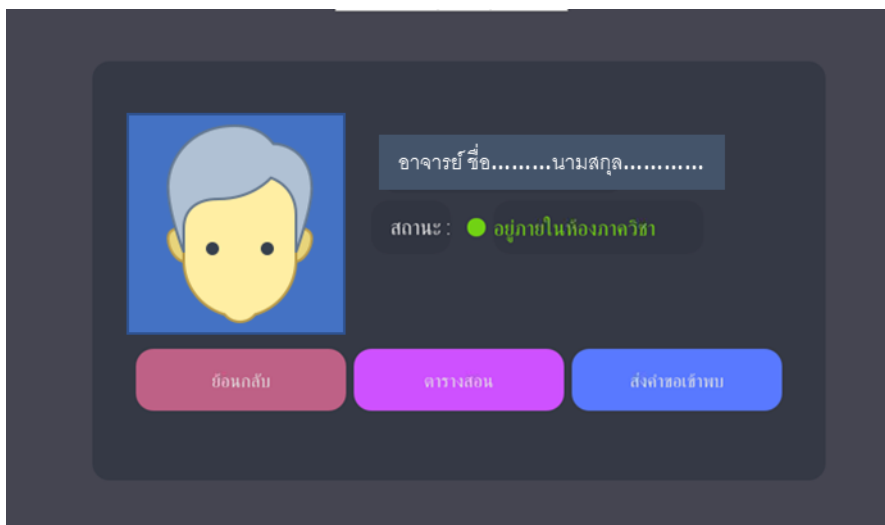 อาจารย์ ชื่อ.........นามสกุล............
สถานะ : อยู่ภายในห้องภาควิชา
ย้อนกลับ ตารางสอน ส่งคำขอเข้าพบ